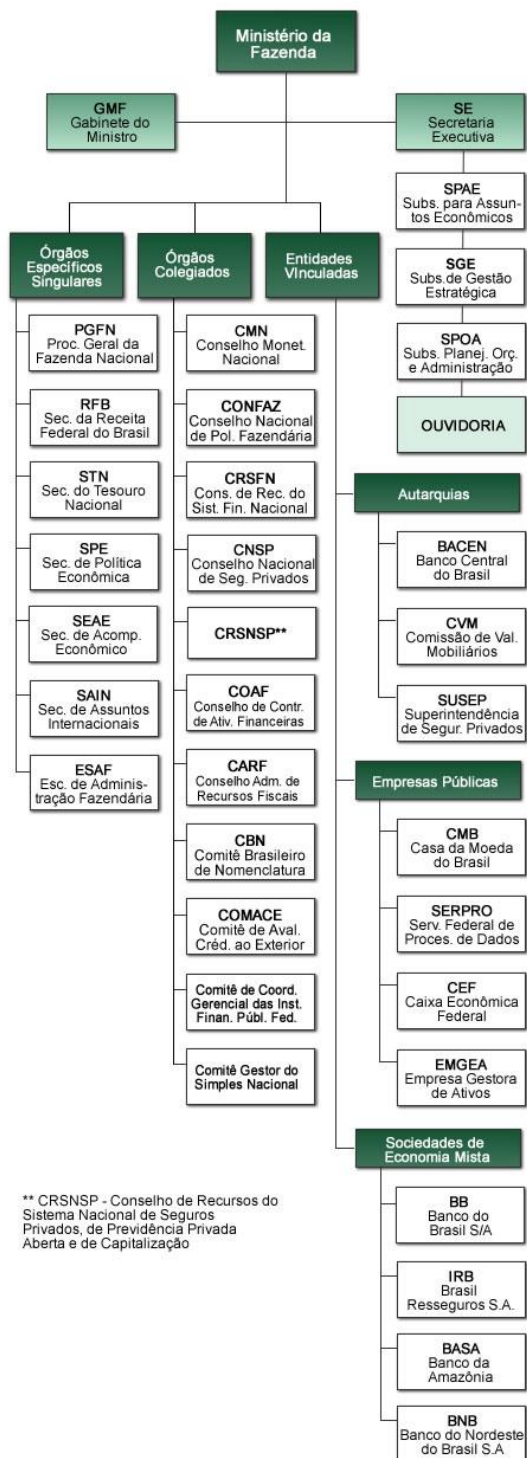 Ministério da
Fazenda
GMF
Gabinete do
Ministro
SE
Secretaria
Executiva
SPAE
Subs. para Assun-
tos Econômicos
SGE
Subs.de Gestão
Estratégica
SPOA
Subs. Planej. Orç.
e Administração
OUVIDORIA
Órgãos
Específicos
Singulares
PGFN
Proc. Geral da
Fazenda Nacional
RFB
Sec. da Receita
Federal do Brasil
STN
Sec. do Tesouro
Nacional
SPE
Sec. de Política
Econômica
SEAE
Sec. de Acomp.
Econômico
SAIN
Sec. de Assuntos
Internacionais
ESAF
Esc. de Adminis-
tração Fazendária
Órgãos
Colegiados
CMN
Conselho Monet.
Nacional
CONFAZ
Conselho Nacional
de Pol. Fazendária
CRSFN
Cons. de Rec. do
Sist. Fin. Nacional
CNSP
Conselho Nacional
de Seg. Privados
CRSNSP**
COAF
Conselho de Contr.
de Ativ. Financeiras
CARF
Conselho Adm. de
Recursos Fiscais
CBN
Comitê Brasileiro
de Nomenclatura
COMACE
Comitê de Aval.
Créd. ao Exterior
Comitê de Coord.
Gerencial das Inst.
Finan. Públ. Fed.
Comitê Gestor do
Simples Nacional
Entidades
VInculadas
Autarquias
BACEN
Banco Central
do Brasil
CVM
Comissão de Val.
Mobiliários
SUSEP
Superintendência
de Segur. Privados
Empresas Públicas
CMB
Casa da Moeda
do Brasil
SERPRO
Serv. Federal de
Proces. de Dados
CEF
Caixa Econômica
Federal
EMGEA
Empresa Gestora
de Ativos
Sociedades de
Economia Mista
BB
Banco do
Brasil S/A
IRB
Brasil
Resseguros S.A.
BASA
Banco da
Amazônia
BNB
Banco do Nordeste
do Brasil S.A
** CRSNSP - Conselho de Recursos do
Sistema Nacional de Seguros
Privados, de Previdência Privada
Aberta e de Capitalização